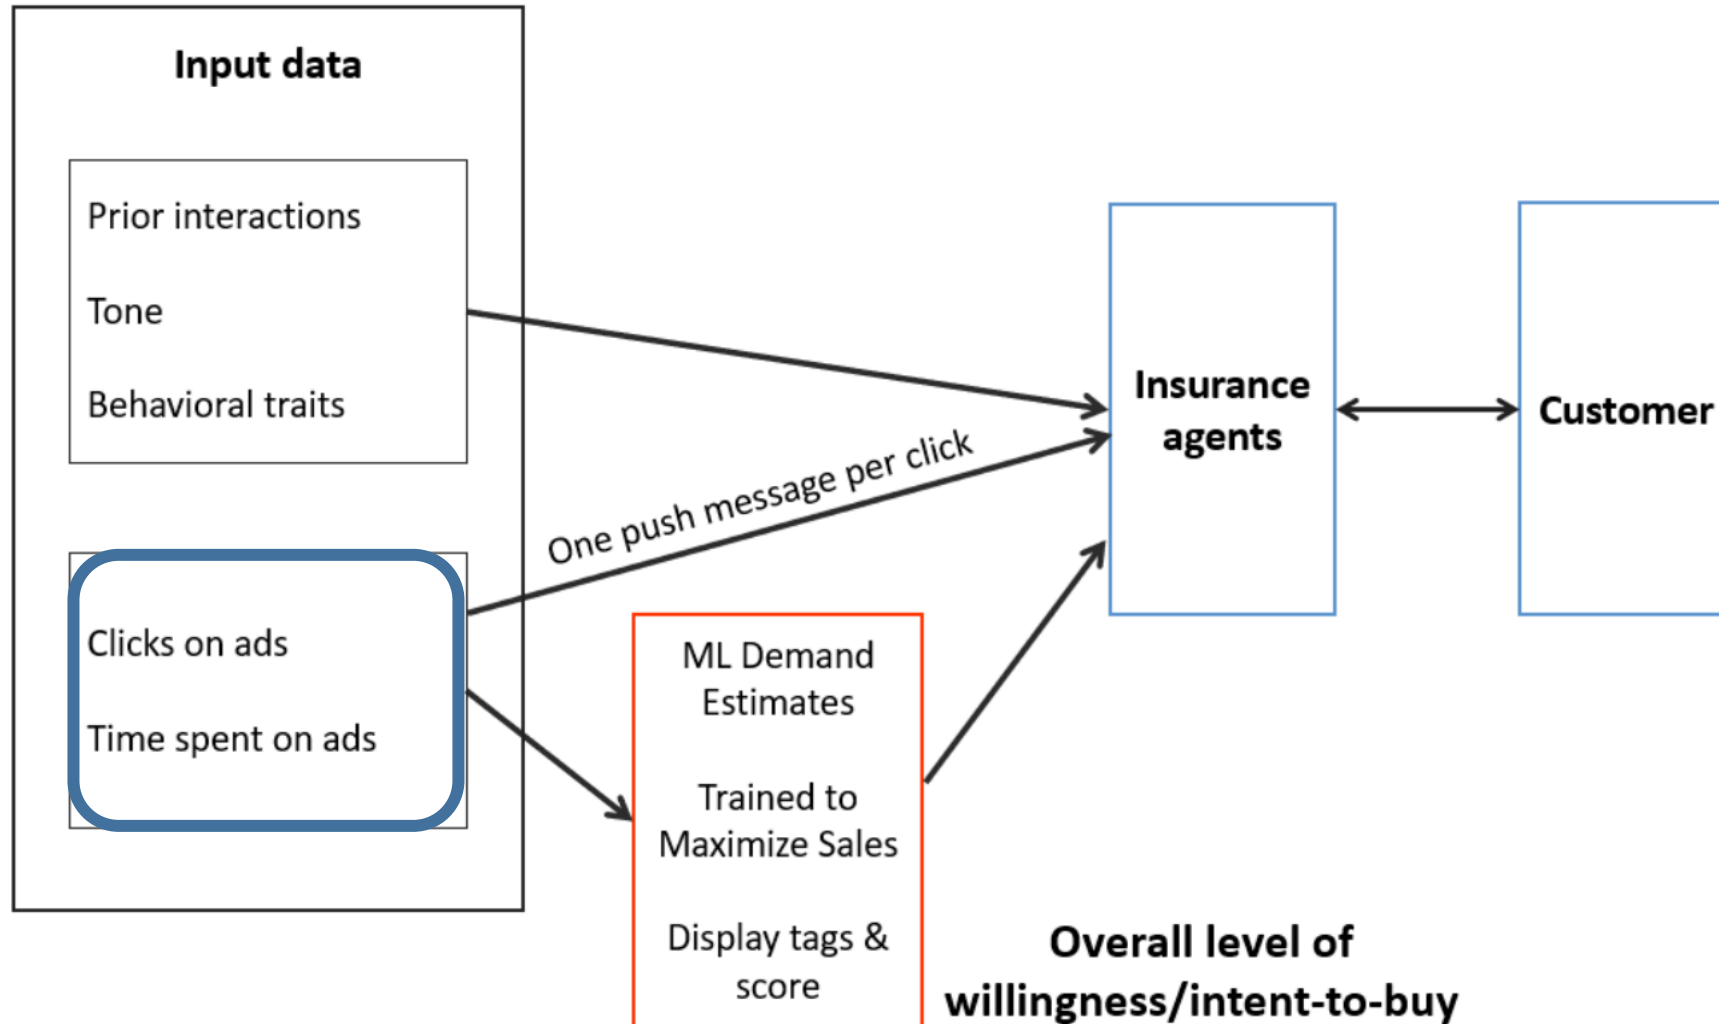 Input data
Prior interactions
Tone
Behavioral traits
Clicks on ads
Time spent on ads
One push message per click
ML Demand
Estimates
Trained to
Maximize Sales
Display tags &
score
Insurance
agents
Customer
Overall level of
willingness/intent-to-buy